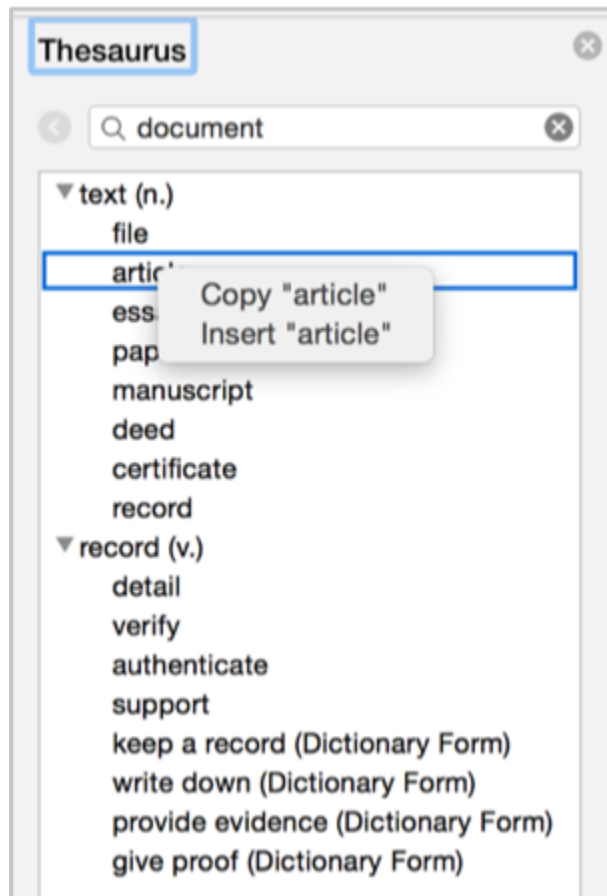 Thesaurus
document
text (n.)
file
article
Copy "article"
Insert "article"
manuscript
deed
certificate
record
record (v.)
detail
verify
authenticate
support
keep a record (Dictionary Form)
write down (Dictionary Form)
provide evidence (Dictionary Form)
give proof (Dictionary Form)